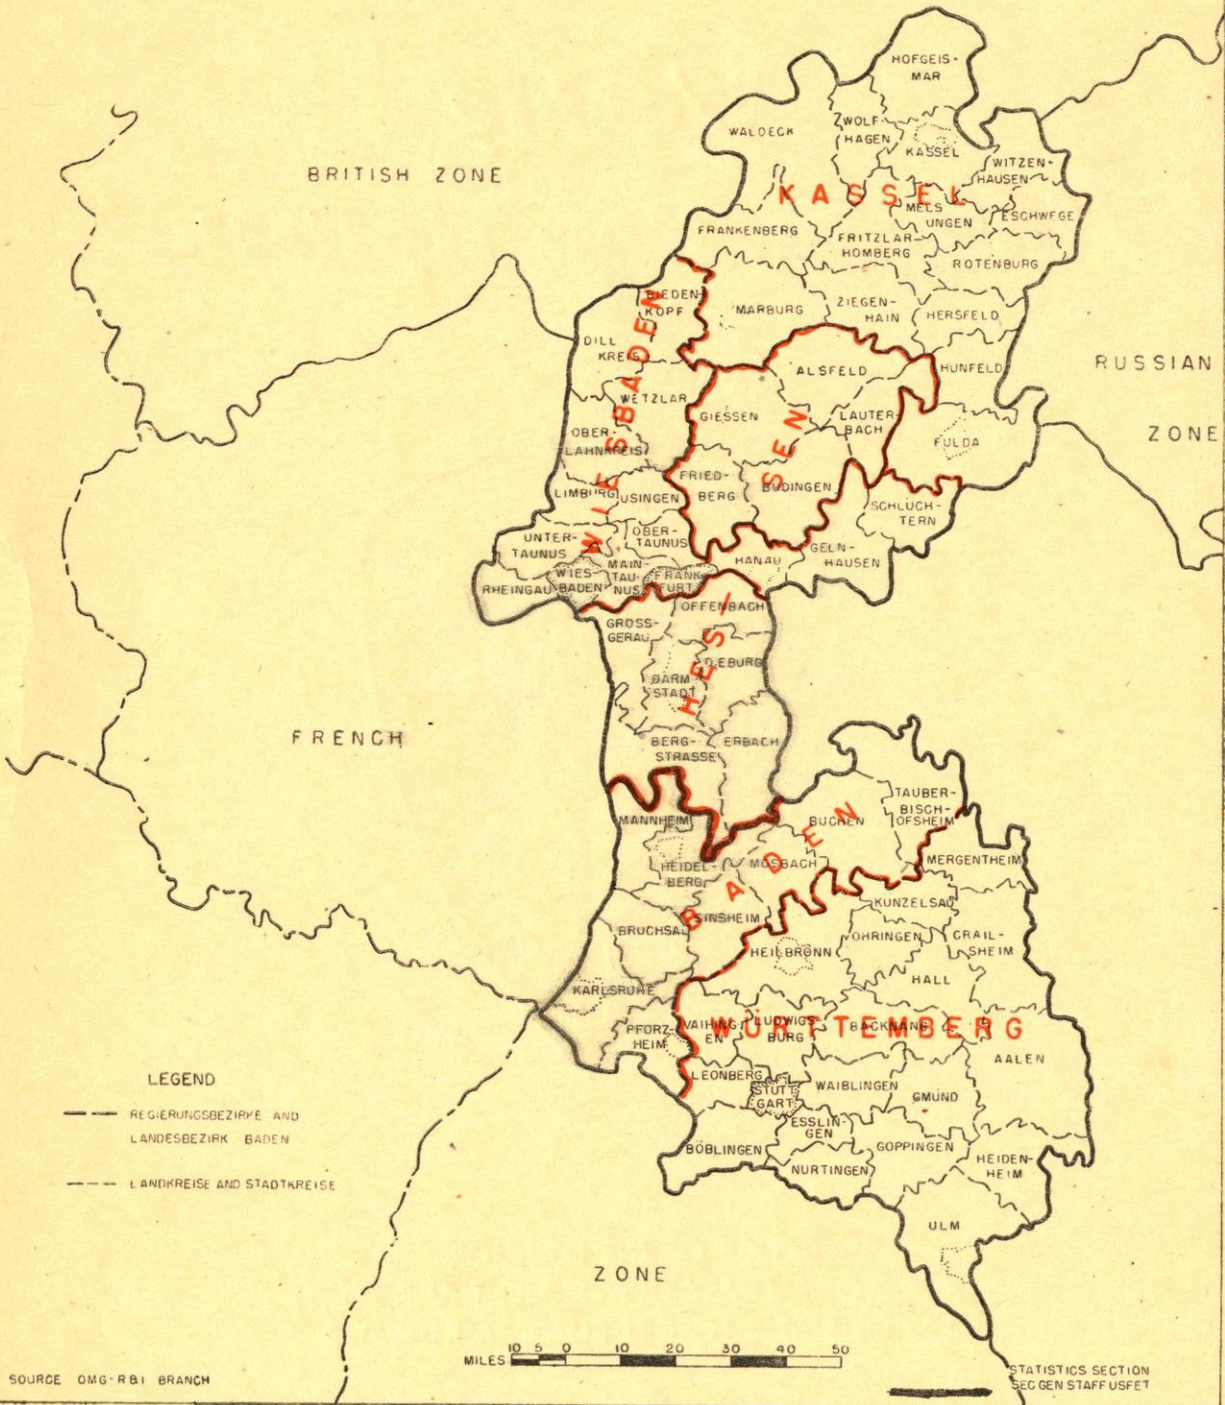 HOFGEIS-
MAR
WALDECK
WOLF-
HAGEN
KASSEL
WITZEN-
HAUSEN
BRITISH ZONE
KASSEL
MELS
UNGEN
ESCHWEGE
FRANKENBERG
FRITZLAR-
HOMBERG
ROTENBURG
BIEDEN-
KOPF
MARBURG
ZIEGEN-
HAIN
HERSFELD
DILL
KREIS
WIESBADEN
RUSSIAN
ZONE
ALSFELD
HUNFELD
WETZLAR
GIESSEN
LAUTER-
BACH
FULDA
OBER-
LAHNKREIS
HES-
SEN
FRIED-
BERG
BUDINGEN
LIMBURG
USINGEN
SCHLUCH-
TERN
UNTER-
TAUNUS
OBER-
TAUNUS
HANAU
GELN-
HAUSEN
RHEINGAU
WIES-
BADEN
MAIN-
TAU-
NUS
FRANK
FURT
OFFENBACH
GROSS-
GERAU
DIEBURG
DARM
STADT
FRENCH
BERG-
STRASSE
ERBACH
TAUBER-
BISCH-
OFSHEIM
MANNHEIM
BUCHEN
BADEN
HEIDEL-
BERG
MOSBACH
MERGENTHEIM
SINSHEIM
KUNZELSAU
BRUCHSAL
HEILBRONN
OHRINGEN
CRAIL-
SHEIM
HALL
KARLSRUHE
PFORZ-
HEIM
VAIHING-
EN
LUDWIGS-
BURG
BACKNANG
WÜRTTEMBERG
AALEN
LEONBERG
STUTT
GART
WAIBLINGEN
GMÜND
ESSLIN-
GEN
BÖBLINGEN
NURTINGEN
GOPPINGEN
HEIDEN-
HEIM
ULM
LEGEND
REGIERUNGSBEZIRKE AND
LANDESBEZIRK BADEN
LANDKREISE AND STADTKREISE
ZONE
MILES 10 5 0 10 20 30 40 50
SOURCE OMG-RBI BRANCH
STATISTICS SECTION
SEC GEN STAFF USFET